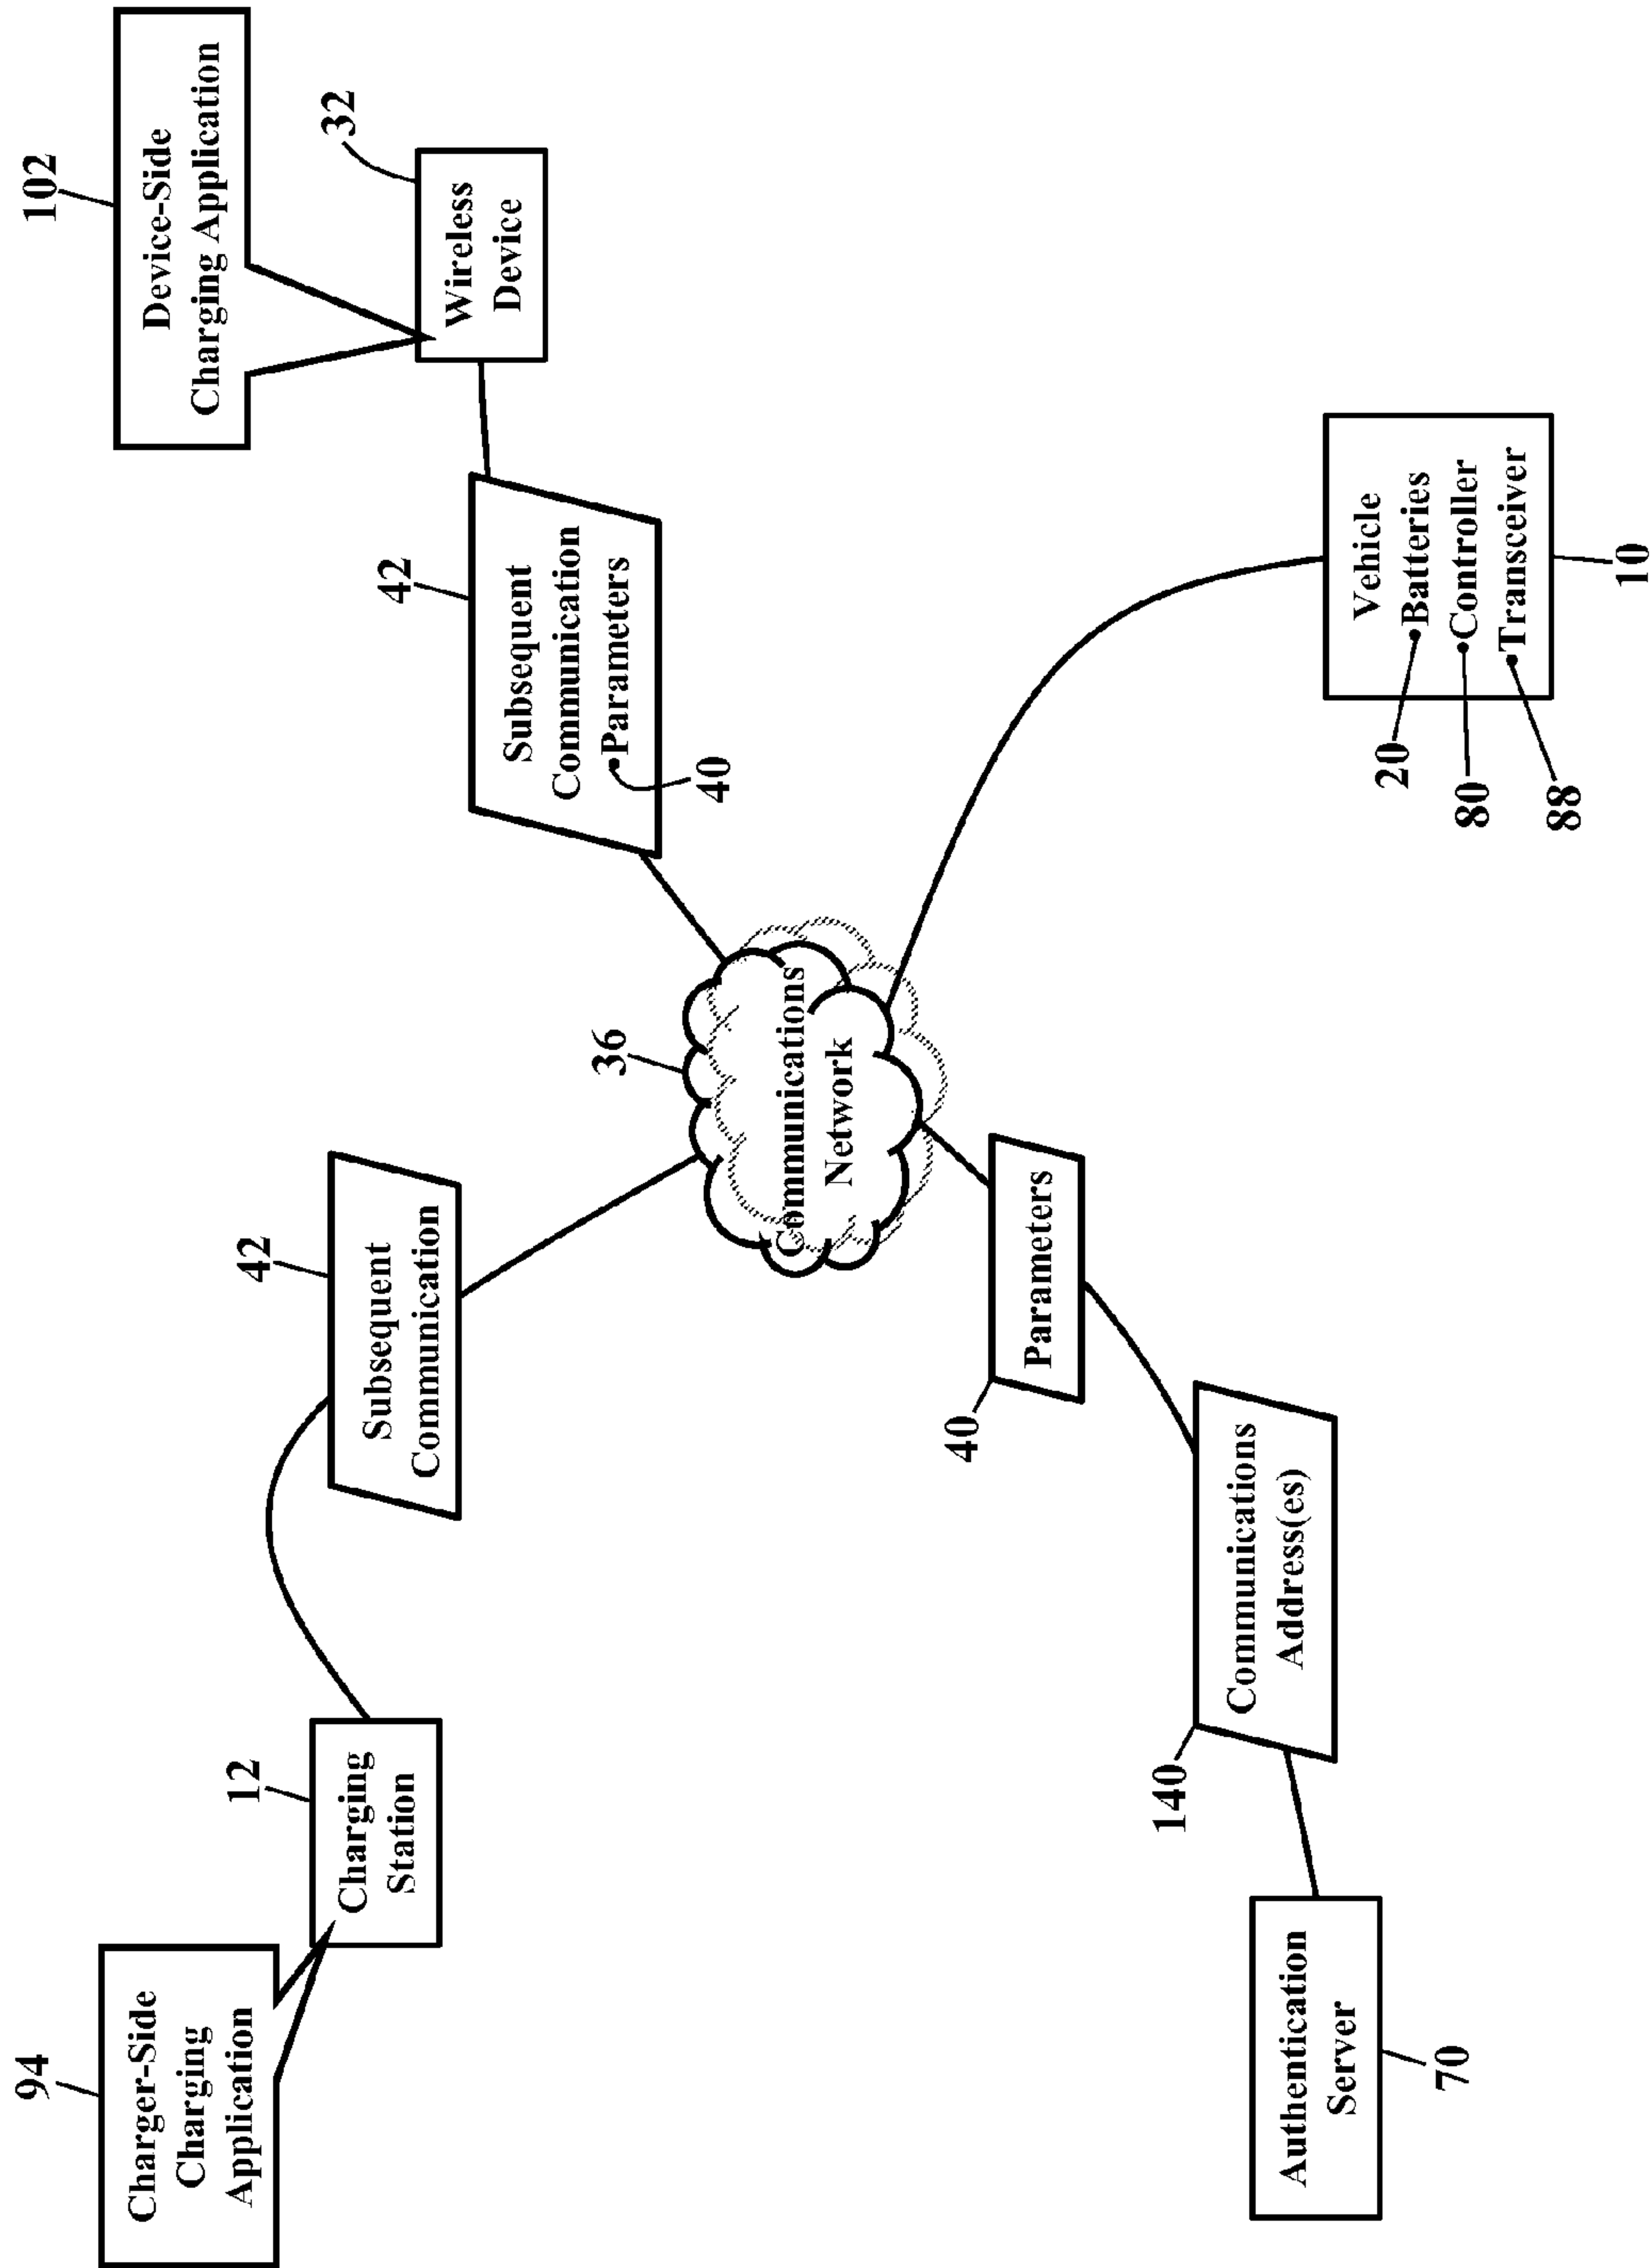 94
Charger-Side
Charging
Application
12
Charging
Station
42
Subsequent
Communication
102
Device-Side
Charging Application
32
Wireless
Device
42
Subsequent
Communication
•Parameters
40
36
Communications
Network
40
Parameters
140
Communications
Address(es)
Authentication
Server
70
Vehicle
•Batteries
•Controller
•Transceiver
20
80
88
10